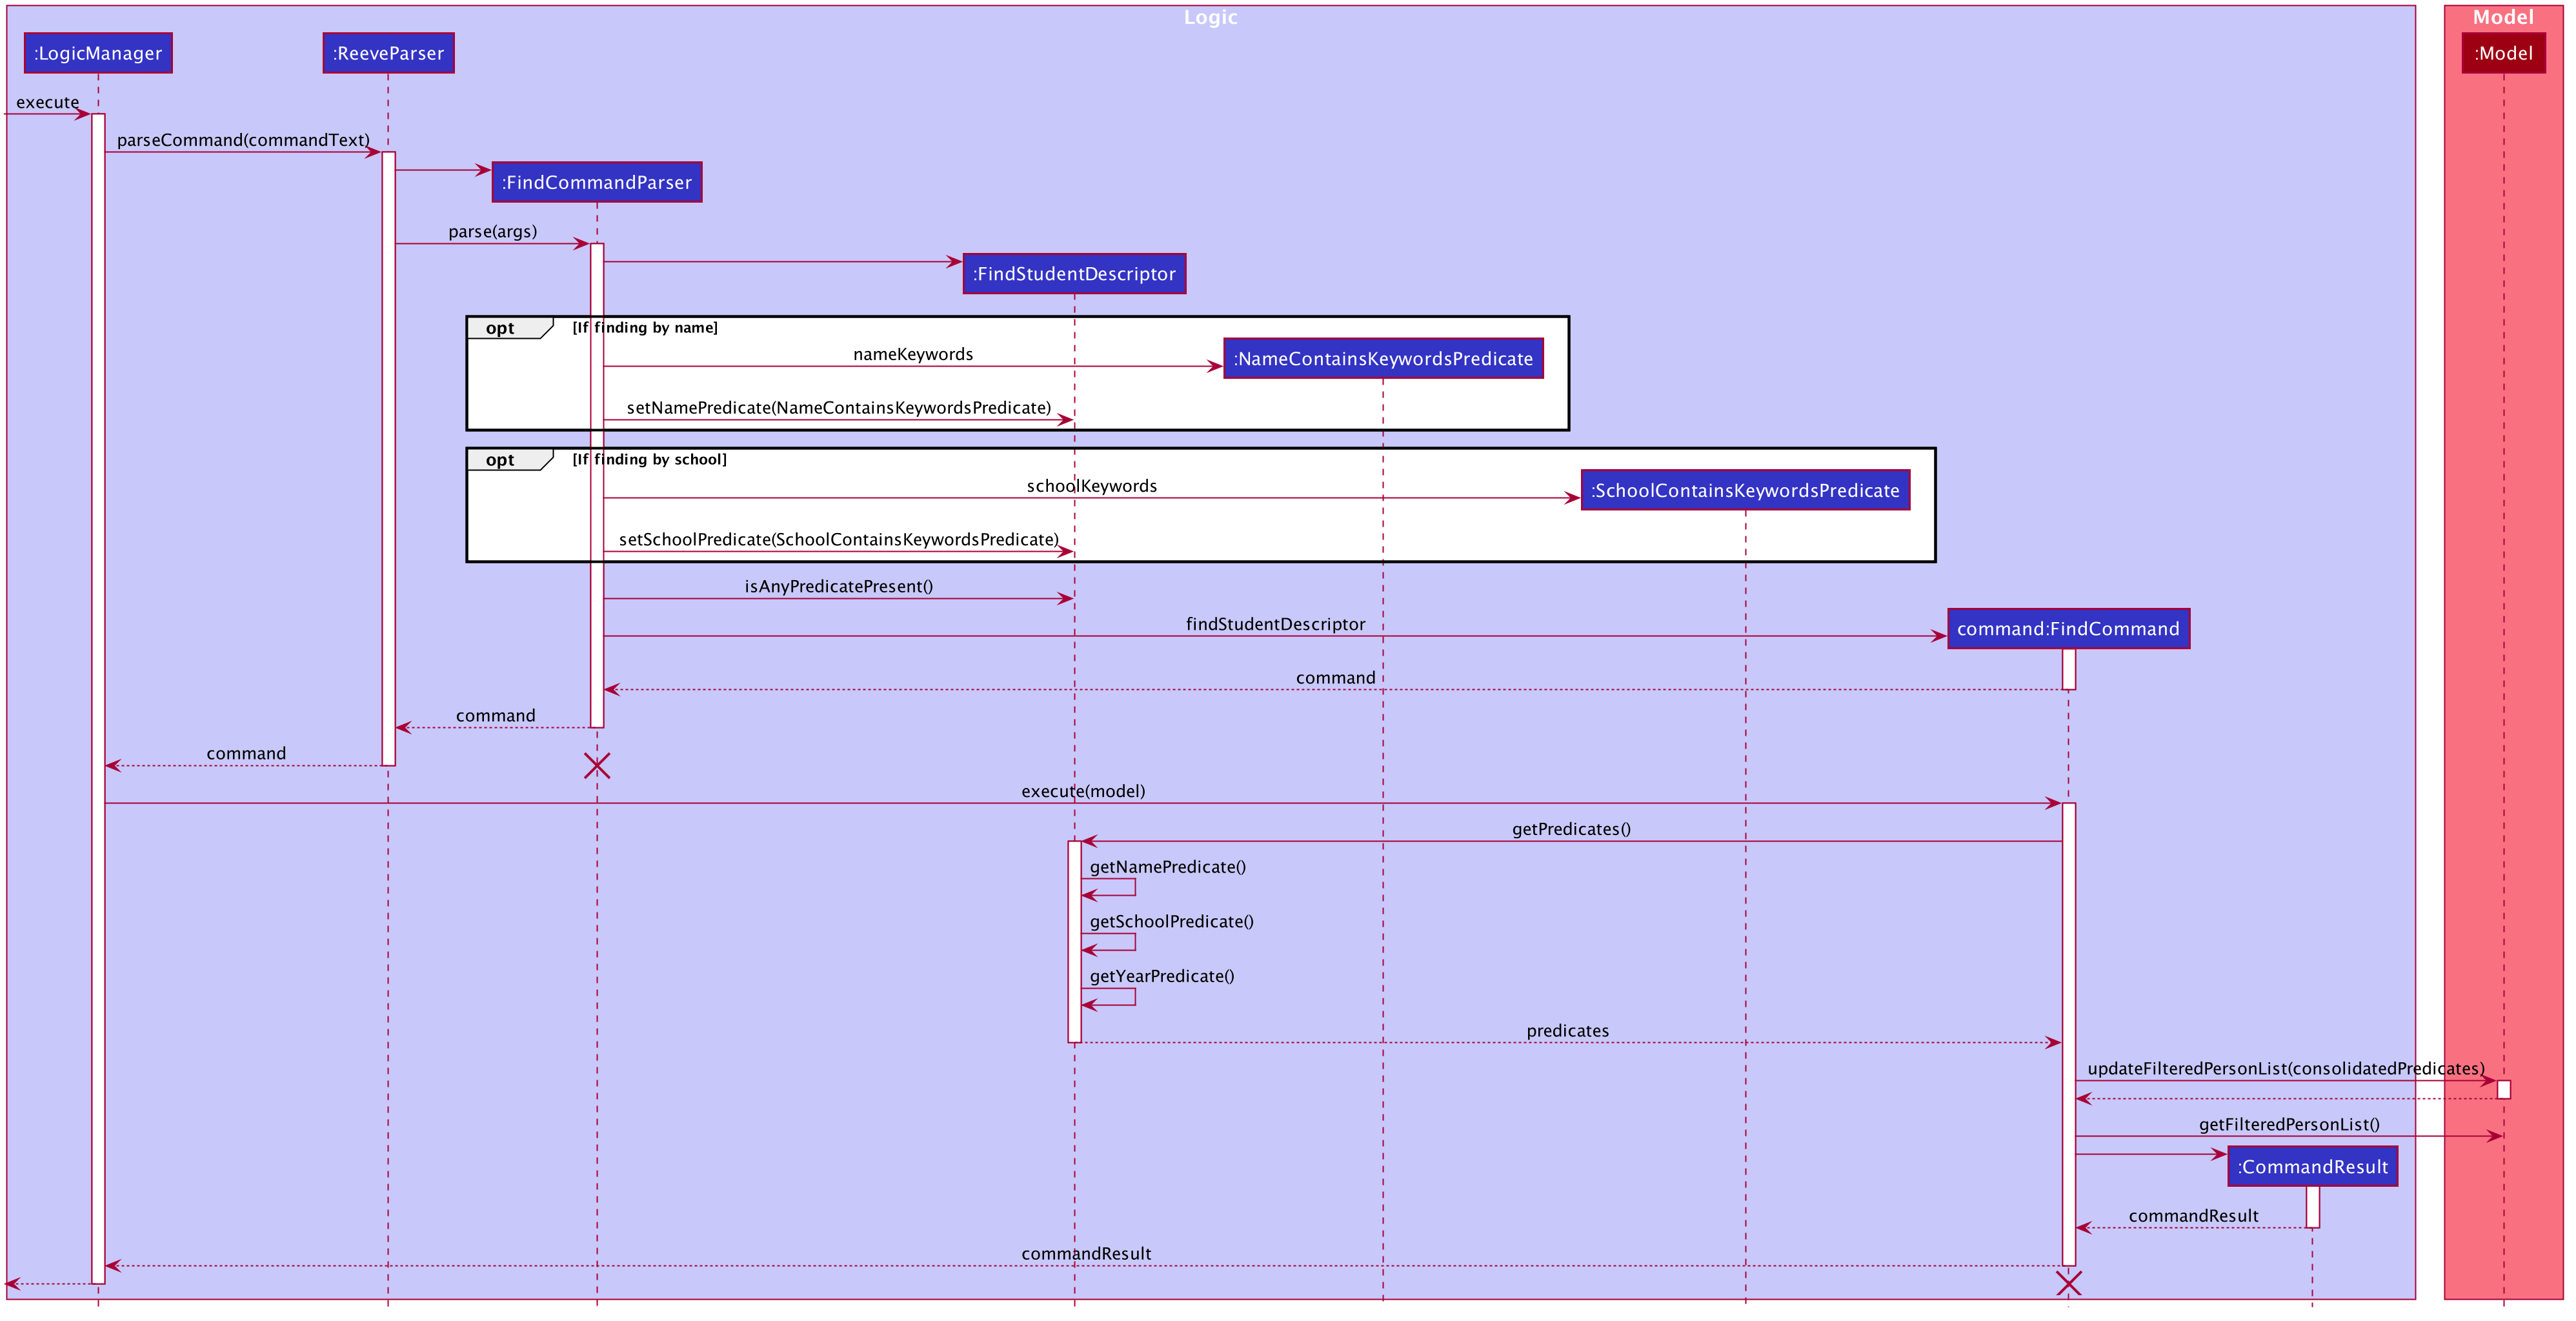 Logic
Model
:LogicManager
:ReeveParser
:Model
execute
parseCommand(commandText)
:FindCommandParser
parse(args)
:FindStudentDescriptor
opt [If finding by name]
nameKeywords
:NameContainsKeywordsPredicate
setNamePredicate(NameContainsKeywordsPredicate)
opt [If finding by school]
schoolKeywords
:SchoolContainsKeywordsPredicate
setSchoolPredicate(SchoolContainsKeywordsPredicate)
isAnyPredicatePresent()
findStudentDescriptor
command:FindCommand
command
command
command
execute(model)
getPredicates()
getNamePredicate()
getSchoolPredicate()
getYearPredicate()
predicates
updateFilteredPersonList(consolidatedPredicates)
getFilteredPersonList()
:CommandResult
commandResult
commandResult